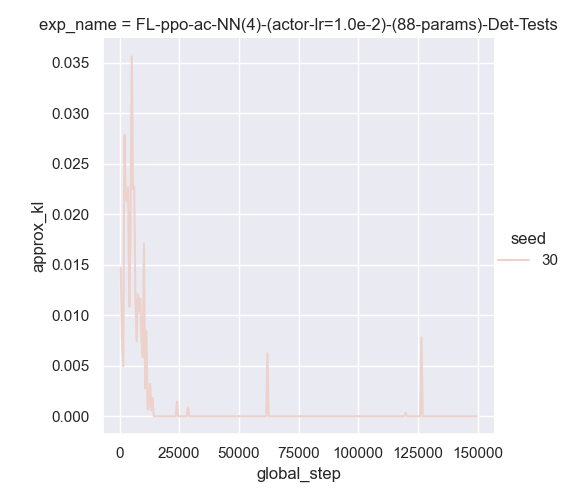 exp_name = FL-ppo-ac-NN(4)-(actor-lr=1.0e-2)-(88-params)-Det-Tests
0.035
0.030
0.025
0.020
0.015
0.010
0.005
0.000
approx_kl
0 25000 50000 75000 100000 125000 150000
global_step
seed
30